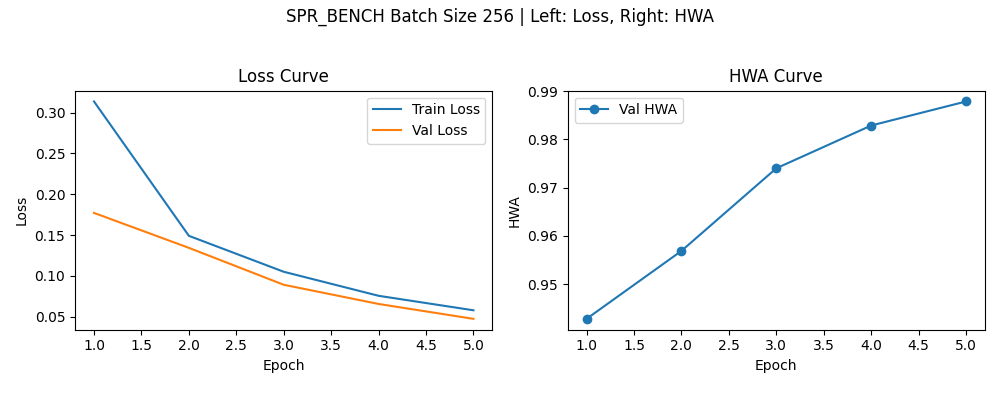 SPR_BENCH Batch Size 256 | Left: Loss, Right: HWA
Loss Curve
Train Loss
Val Loss
0.30
0.25
0.20
0.15
0.10
0.05
Loss
1.0 1.5 2.0 2.5 3.0 3.5 4.0 4.5 5.0
Epoch
HWA Curve
Val HWA
0.99
0.98
0.97
0.96
0.95
HWA
1.0 1.5 2.0 2.5 3.0 3.5 4.0 4.5 5.0
Epoch